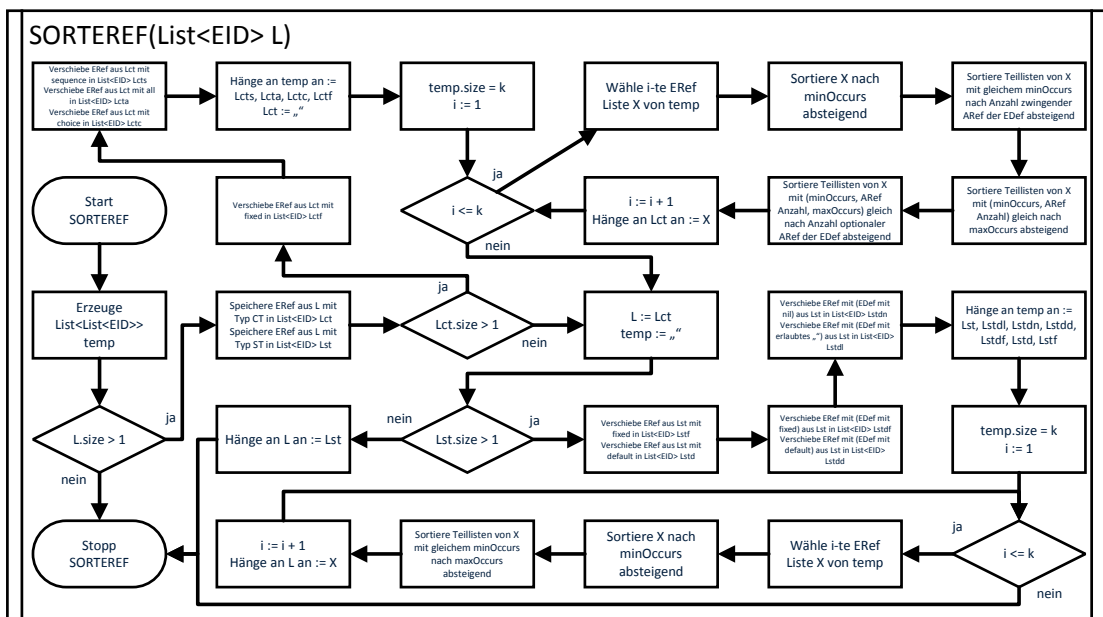 SORTEREF(List<EID> L)
Verschiebe ERef aus Lct mit
sequence in List<EID> Lcts
Verschiebe ERef aus Lct mit all
in List<EID> Lcta
Verschiebe ERef aus Lct mit
choice in List<EID> Lctc
Hänge an temp an :=
Lcts, Lcta, Lctc, Lctf
Lct := „“
temp.size = k
i := 1
Wähle i-te ERef
Liste X von temp
Sortiere X nach
minOccurs
absteigend
Sortiere Teillisten von X
mit gleichem minOccurs
nach Anzahl zwingender
ARef der EDef absteigend
Start
SORTEREF
Verschiebe ERef aus Lct mit
fixed in List<EID> Lctf
ja
i <= k
nein
i := i + 1
Hänge an Lct an := X
Sortiere Teillisten von X
mit (minOccurs, ARef
Anzahl, maxOccurs) gleich
nach Anzahl optionaler
ARef der EDef absteigend
Sortiere Teillisten von X
mit (minOccurs, ARef
Anzahl) gleich nach
maxOccurs absteigend
Erzeuge
List<List<EID>>
temp
Speichere ERef aus L mit
Typ CT in List<EID> Lct
Speichere ERef aus L mit
Typ ST in List<EID> Lst
ja
Lct.size > 1
nein
L := Lct
temp := „“
Verschiebe ERef mit (EDef mit
nil) aus Lst in List<EID> Lstdn
Verschiebe ERef mit (EDef mit
erlaubtes „“) aus Lst in List<EID>
Lstdl
Hänge an temp an :=
Lst, Lstdl, Lstdn, Lstdd,
Lstdf, Lstd, Lstf
L.size > 1
ja
nein
Hänge an L an := Lst
nein
Lst.size > 1
ja
Verschiebe ERef aus Lst mit
fixed in List<EID> Lstf
Verschiebe ERef aus Lst mit
default in List<EID> Lstd
Verschiebe ERef mit (EDef mit
fixed) aus Lst in List<EID> Lstdf
Verschiebe ERef mit (EDef mit
default) aus Lst in List<EID>
Lstdd
temp.size = k
i := 1
Stopp
SORTEREF
i := i + 1
Hänge an L an := X
Sortiere Teillisten von X
mit gleichem minOccurs
nach maxOccurs
absteigend
Sortiere X nach
minOccurs
absteigend
Wähle i-te ERef
Liste X von temp
ja
i <= k
nein